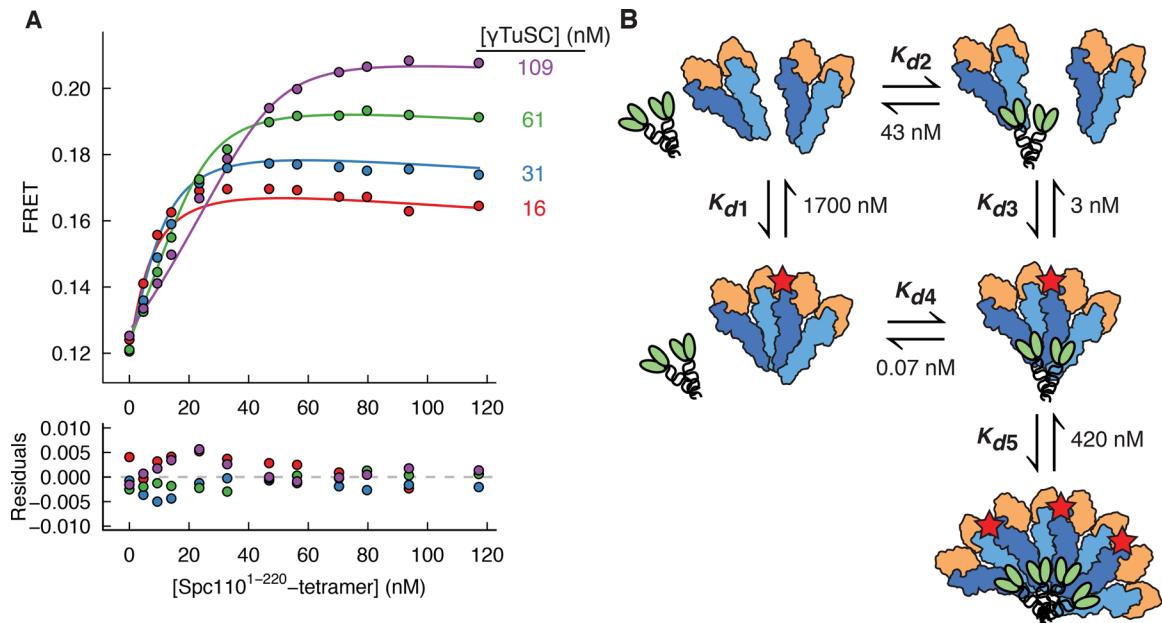 A
[γTuSC] (nM)
109
61
31
16
FRET
0.20
0.18
0.16
0.14
0.12
0 20 40 60 80 100 120
Residuals
0.010
0.005
0.000
−0.005
−0.010
0 20 40 60 80 100 120
[Spc110¹⁻²²⁰−tetramer] (nM)
B
Kd2
43 nM
Kd1
1700 nM
Kd3
3 nM
Kd4
0.07 nM
Kd5
420 nM